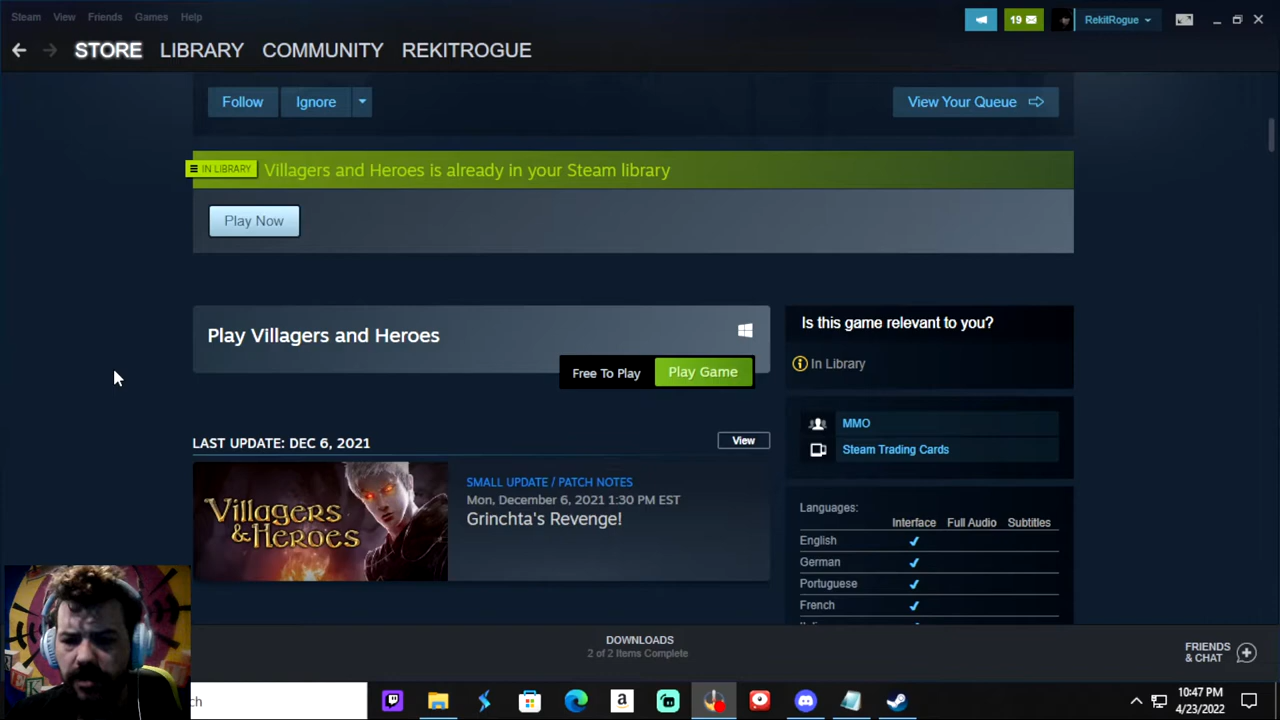 Steam View Friends Games Help
19
RekitRogue
STORE LIBRARY COMMUNITY REKITROGUE
Follow Ignore View Your Queue
IN LIBRARY Villagers and Heroes is already in your Steam library
Play Now
Play Villagers and Heroes
Free To Play Play Game
Is this game relevant to you?
In Library
MMO
Steam Trading Cards
LAST UPDATE: DEC 6, 2021 View
Villagers
& Heroes
SMALL UPDATE / PATCH NOTES
Mon, December 6, 2021 1:30 PM EST
Grinchta's Revenge!
Languages:
Interface Full Audio Subtitles
English
German
Portuguese
French
DOWNLOADS
2 of 2 Items Complete
FRIENDS
& CHAT
ch
10:47 PM
4/23/2022